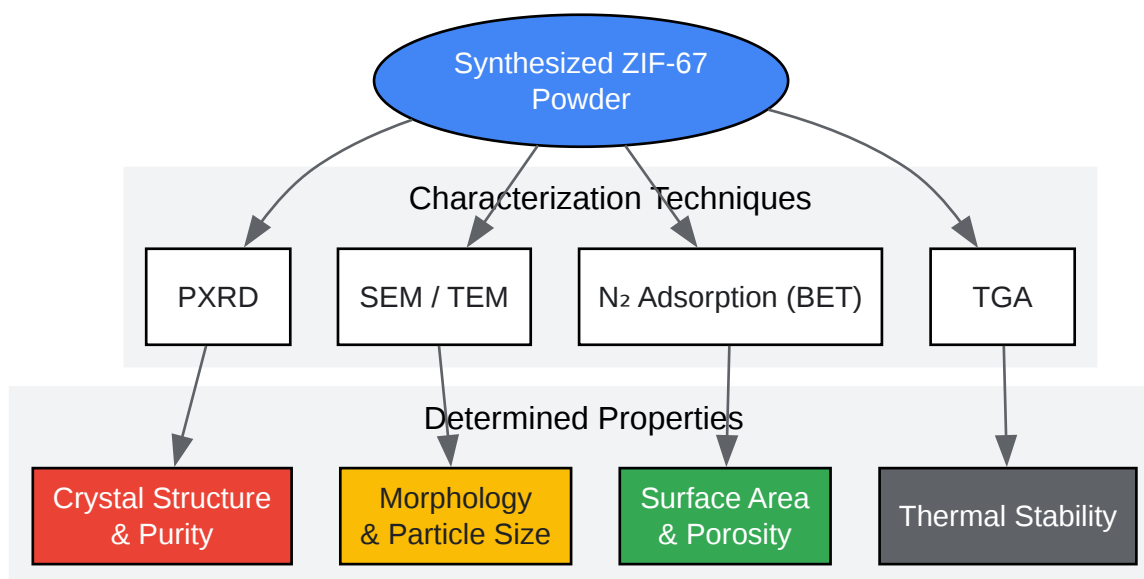 Synthesized ZIF-67
Powder
Characterization Techniques
PXRD
SEM / TEM
N₂ Adsorption (BET)
TGA
Determined Properties
Crystal Structure
& Purity
Morphology
& Particle Size
Surface Area
& Porosity
Thermal Stability